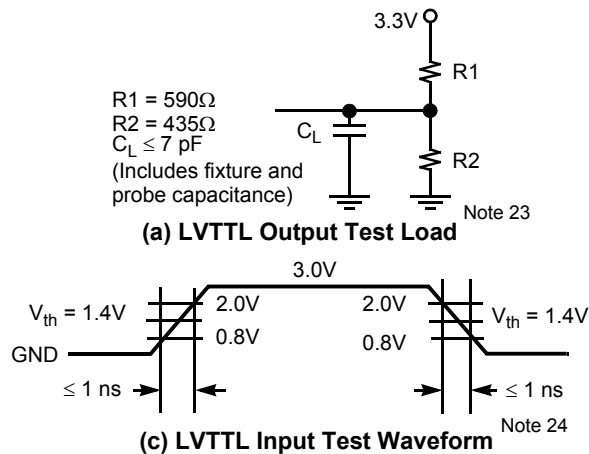 3.3V
R1
R1 = 590Ω
R2 = 435Ω
C_L ≤ 7 pF
(Includes fixture and
probe capacitance)
C_L
R2
Note 23
(a) LVTTL Output Test Load
3.0V
V_th = 1.4V
2.0V
2.0V
V_th = 1.4V
0.8V
0.8V
GND
≤ 1 ns
≤ 1 ns
Note 24
(c) LVTTL Input Test Waveform